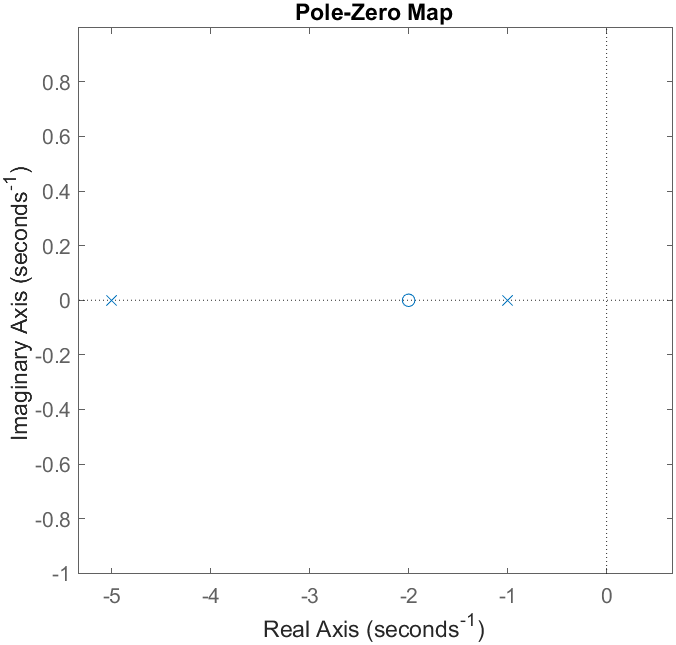 Pole-Zero Map
0.8
0.6
0.4
0.2
0
-0.2
-0.4
-0.6
-0.8
-1
Imaginary Axis (seconds⁻¹)
-5 -4 -3 -2 -1 0
Real Axis (seconds⁻¹)